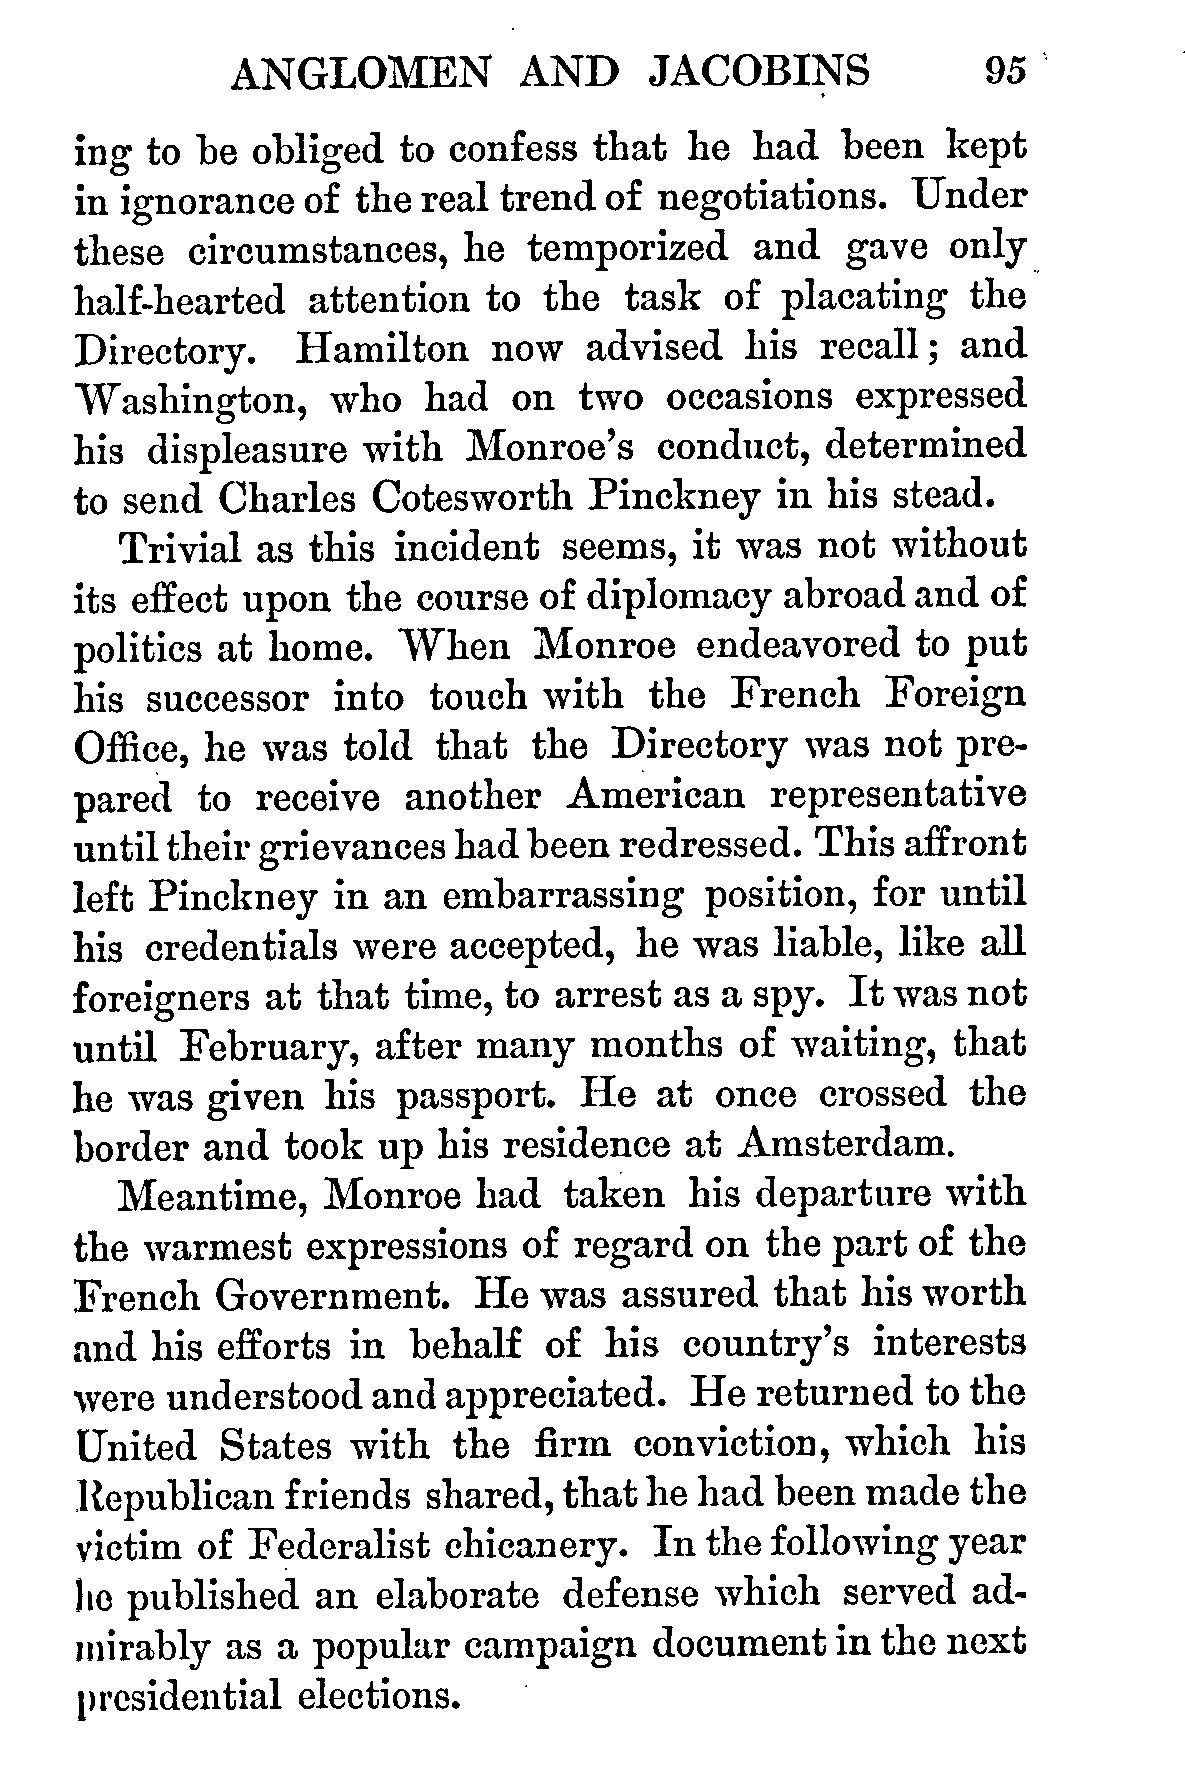 ANGLOMEN AND JACOBINS 95
ing to be obliged to confess that he had been kept
in ignorance of the real trend of negotiations. Under
these circumstances, he temporized and gave only
half-hearted attention to the task of placating the
Directory. Hamilton now advised his recall; and
Washington, who had on two occasions expressed
his displeasure with Monroe's conduct, determined
to send Charles Cotesworth Pinckney in his stead.
Trivial as this incident seems, it was not without
its effect upon the course of diplomacy abroad and of
politics at home. When Monroe endeavored to put
his successor into touch with the French Foreign
Office, he was told that the Directory was not pre-
pared to receive another American representative
until their grievances had been redressed. This affront
left Pinckney in an embarrassing position, for until
his credentials were accepted, he was liable, like all
foreigners at that time, to arrest as a spy. It was not
until February, after many months of waiting, that
he was given his passport. He at once crossed the
border and took up his residence at Amsterdam.
Meantime, Monroe had taken his departure with
the warmest expressions of regard on the part of the
French Government. He was assured that his worth
and his efforts in behalf of his country's interests
were understood and appreciated. He returned to the
United States with the firm conviction, which his
Republican friends shared, that he had been made the
victim of Federalist chicanery. In the following year
he published an elaborate defense which served ad-
mirably as a popular campaign document in the next
presidential elections.